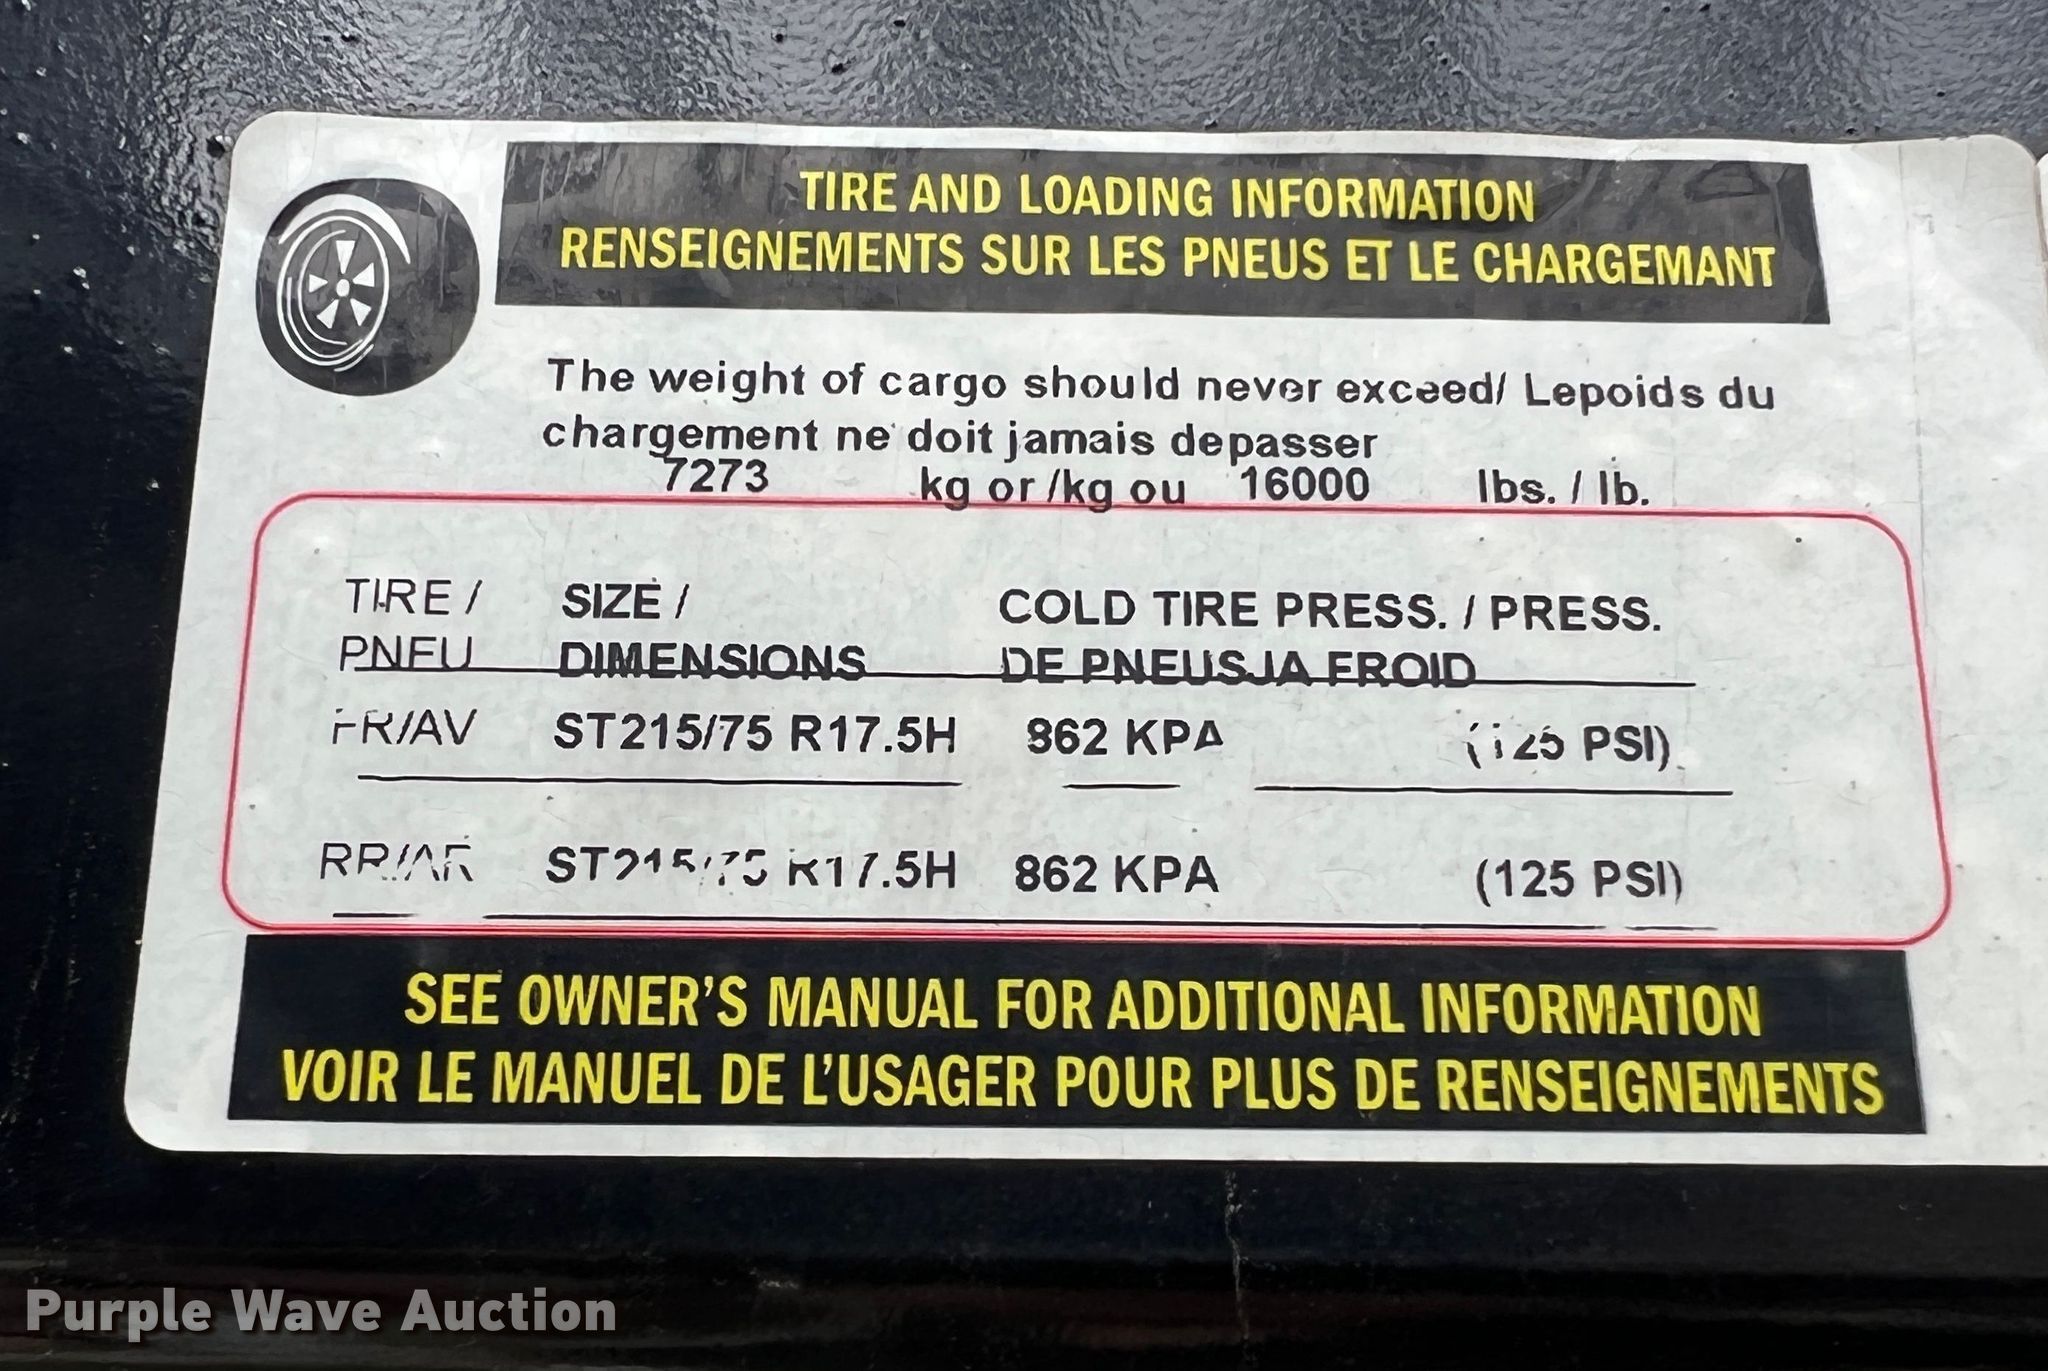 TIRE AND LOADING INFORMATION
RENSEIGNEMENTS SUR LES PNEUS ET LE CHARGEMANT
The weight of cargo should never exceed/ Lepoids du
chargement ne doit jamais depasser
7273 kg or /kg ou 16000 lbs. / lb.
TIRE / SIZE / COLD TIRE PRESS. / PRESS.
PNEU DIMENSIONS DE PNEUSJA FROID
FR/AV ST215/75 R17.5H 862 KPA (125 PSI)
RR/AR ST215/75 R17.5H 862 KPA (125 PSI)
SEE OWNER'S MANUAL FOR ADDITIONAL INFORMATION
VOIR LE MANUEL DE L'USAGER POUR PLUS DE RENSEIGNEMENTS
Purple Wave Auction